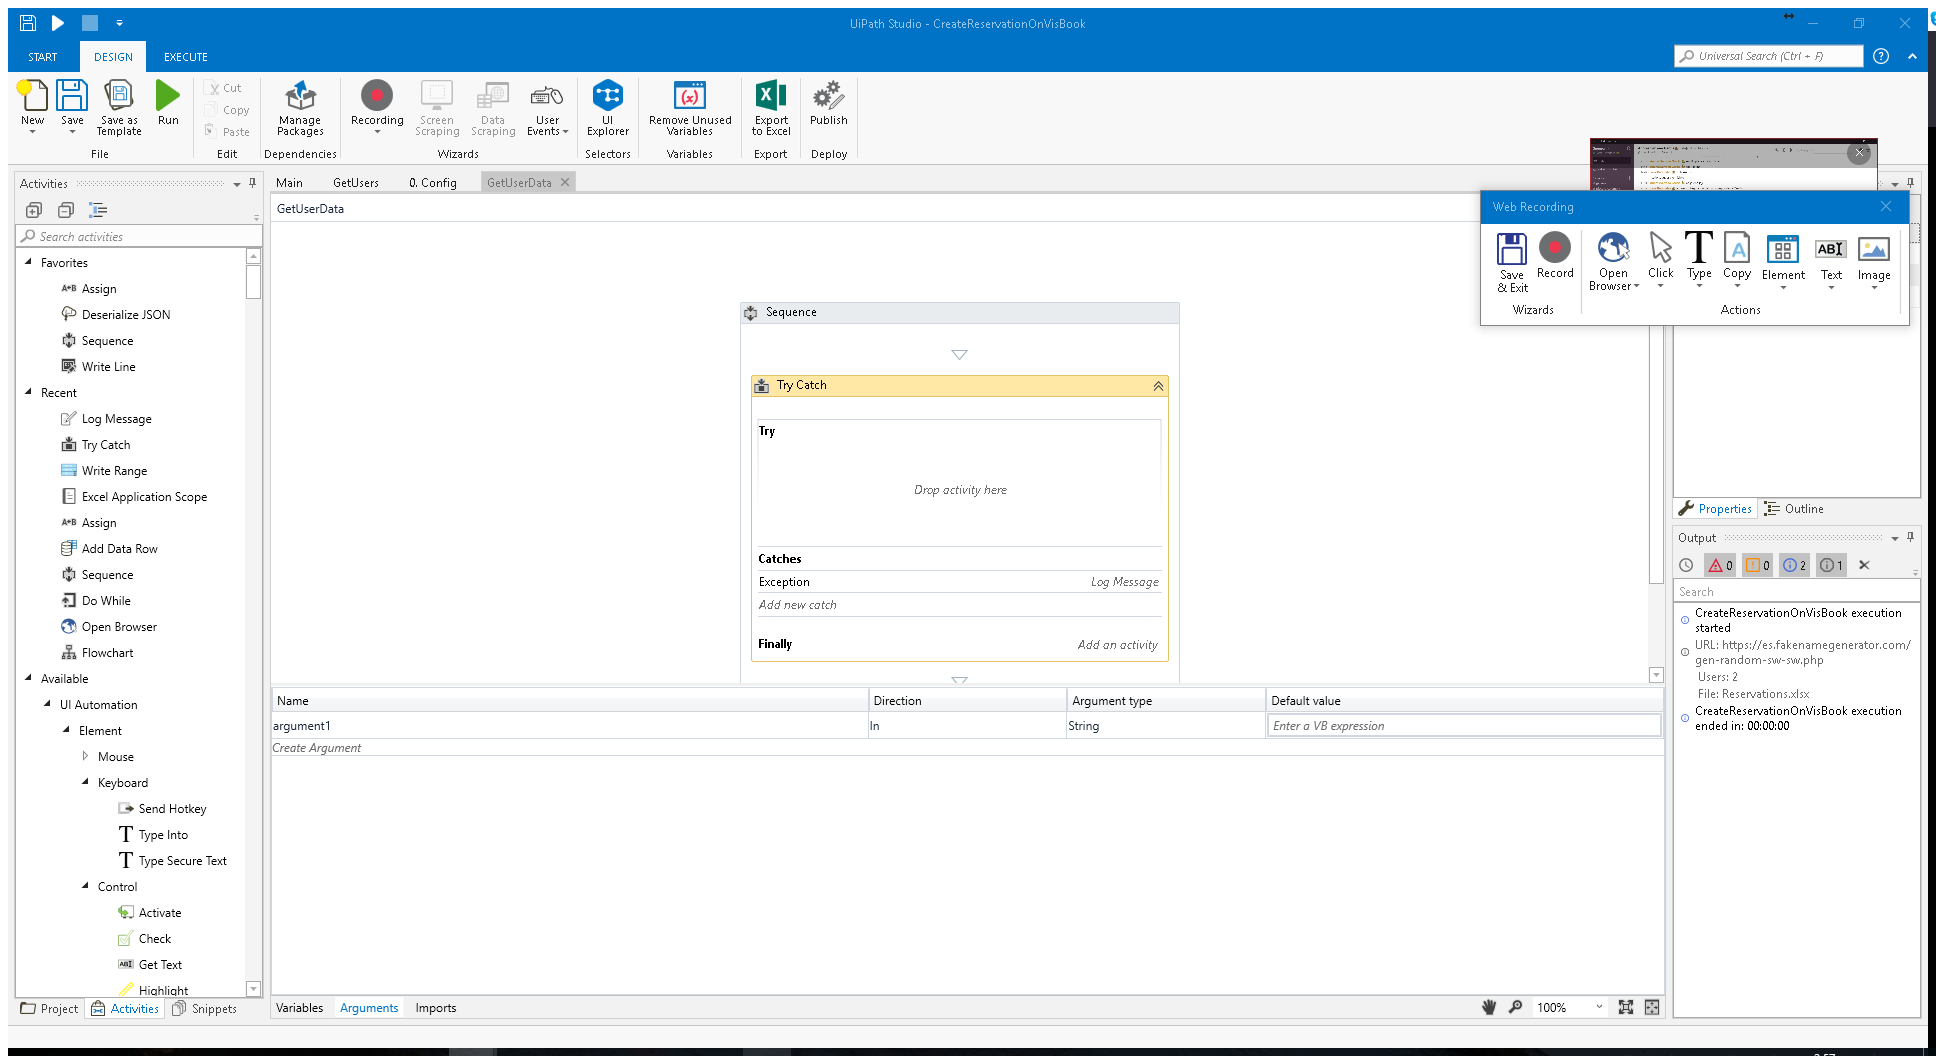 UiPath Studio - CreateReservationOnVisBook
START
DESIGN
EXECUTE
Universal Search (Ctrl + F)
New
Save
Save as Template
Run
File
Cut
Copy
Paste
Edit
Manage Packages
Dependencies
Recording
Screen Scraping
Data Scraping
User Events
Wizards
UI Explorer
Selectors
Remove Unused Variables
Variables
Export to Excel
Export
Publish
Deploy
Activities
Search activities
Favorites
A+B Assign
Deserialize JSON
Sequence
Write Line
Recent
Log Message
Try Catch
Write Range
Excel Application Scope
A+B Assign
Add Data Row
Sequence
Do While
Open Browser
Flowchart
Available
UI Automation
Element
Mouse
Keyboard
Send Hotkey
T Type Into
T Type Secure Text
Control
Activate
Check
Get Text
Highlight
Project
Activities
Snippets
Main
GetUsers
0. Config
GetUserData
GetUserData
Sequence
Try Catch
Try
Drop activity here
Catches
Exception
Log Message
Add new catch
Finally
Add an activity
Name
Direction
Argument type
Default value
argument1
In
String
Enter a VB expression
Create Argument
Variables
Arguments
Imports
100%
Web Recording
Save & Exit
Record
Wizards
Open Browser
Click
Type
Copy
Element
Text
Image
Actions
Properties
Outline
Output
0
0
2
1
Search
CreateReservationOnVisBook execution
started
URL: https://es.fakenamegenerator.com/
gen-random-sw-sw.php
Users: 2
File: Reservations.xlsx
CreateReservationOnVisBook execution
ended in: 00:00:00